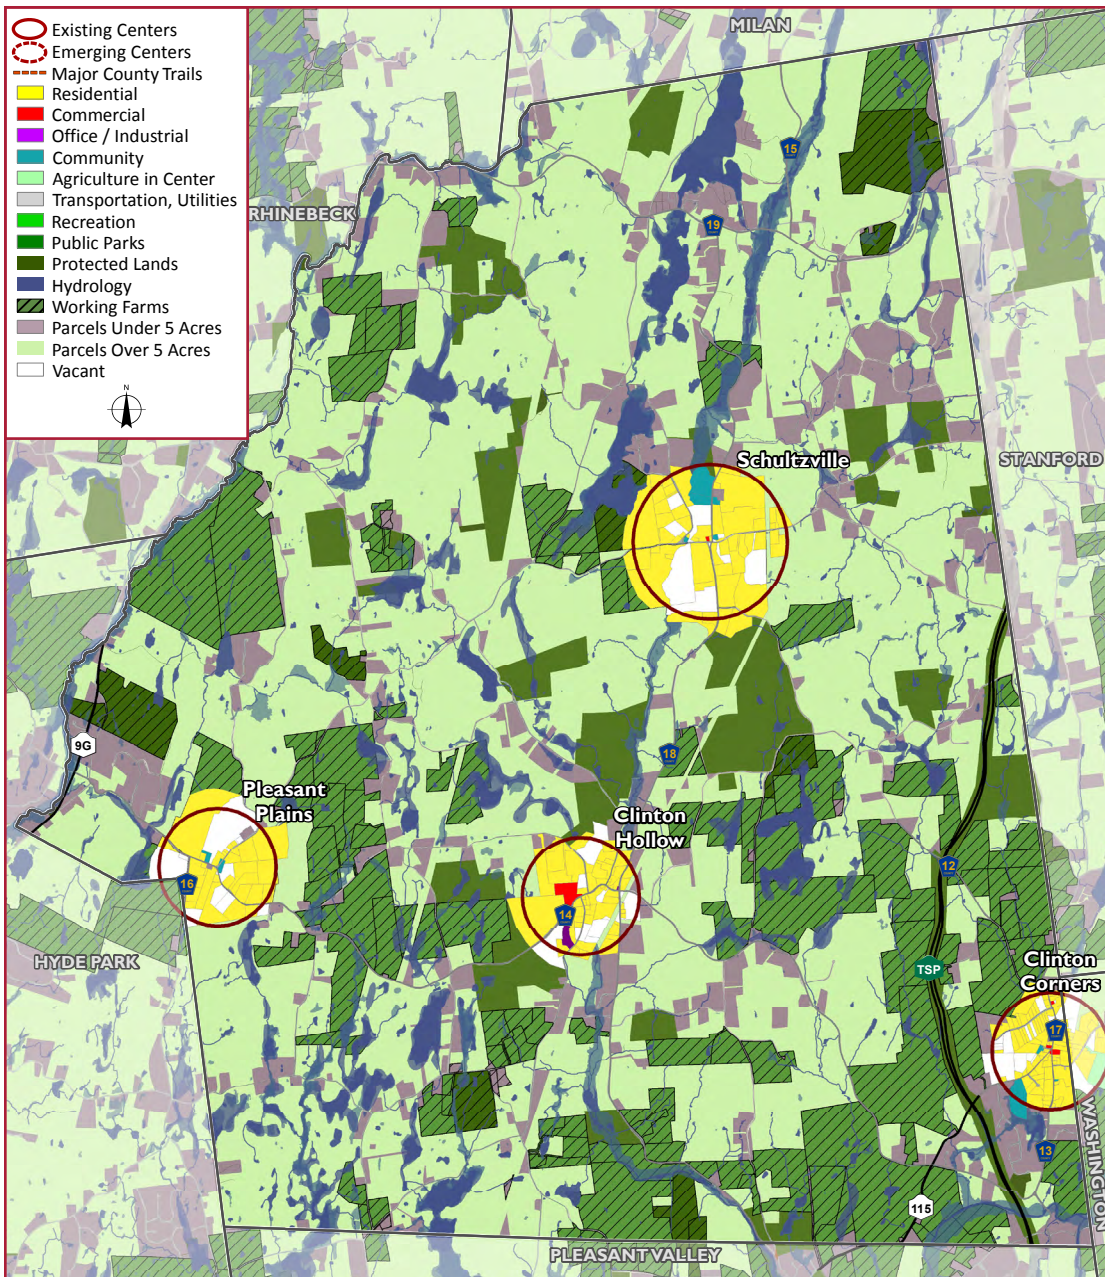 Existing Centers
Emerging Centers
Major County Trails
Residential
Commercial
Office / Industrial
Community
Agriculture in Center
Transportation, Utilities
Recreation
Public Parks
Protected Lands
Hydrology
Working Farms
Parcels Under 5 Acres
Parcels Over 5 Acres
Vacant
N
MILAN
15
RHINEBECK
19
Schultzville
STANFORD
9G
18
Pleasant
Plains
Clinton
Hollow
16
12
14
HYDE PARK
TSP
Clinton
Corners
17
13
WASHINGTON
115
PLEASANT VALLEY